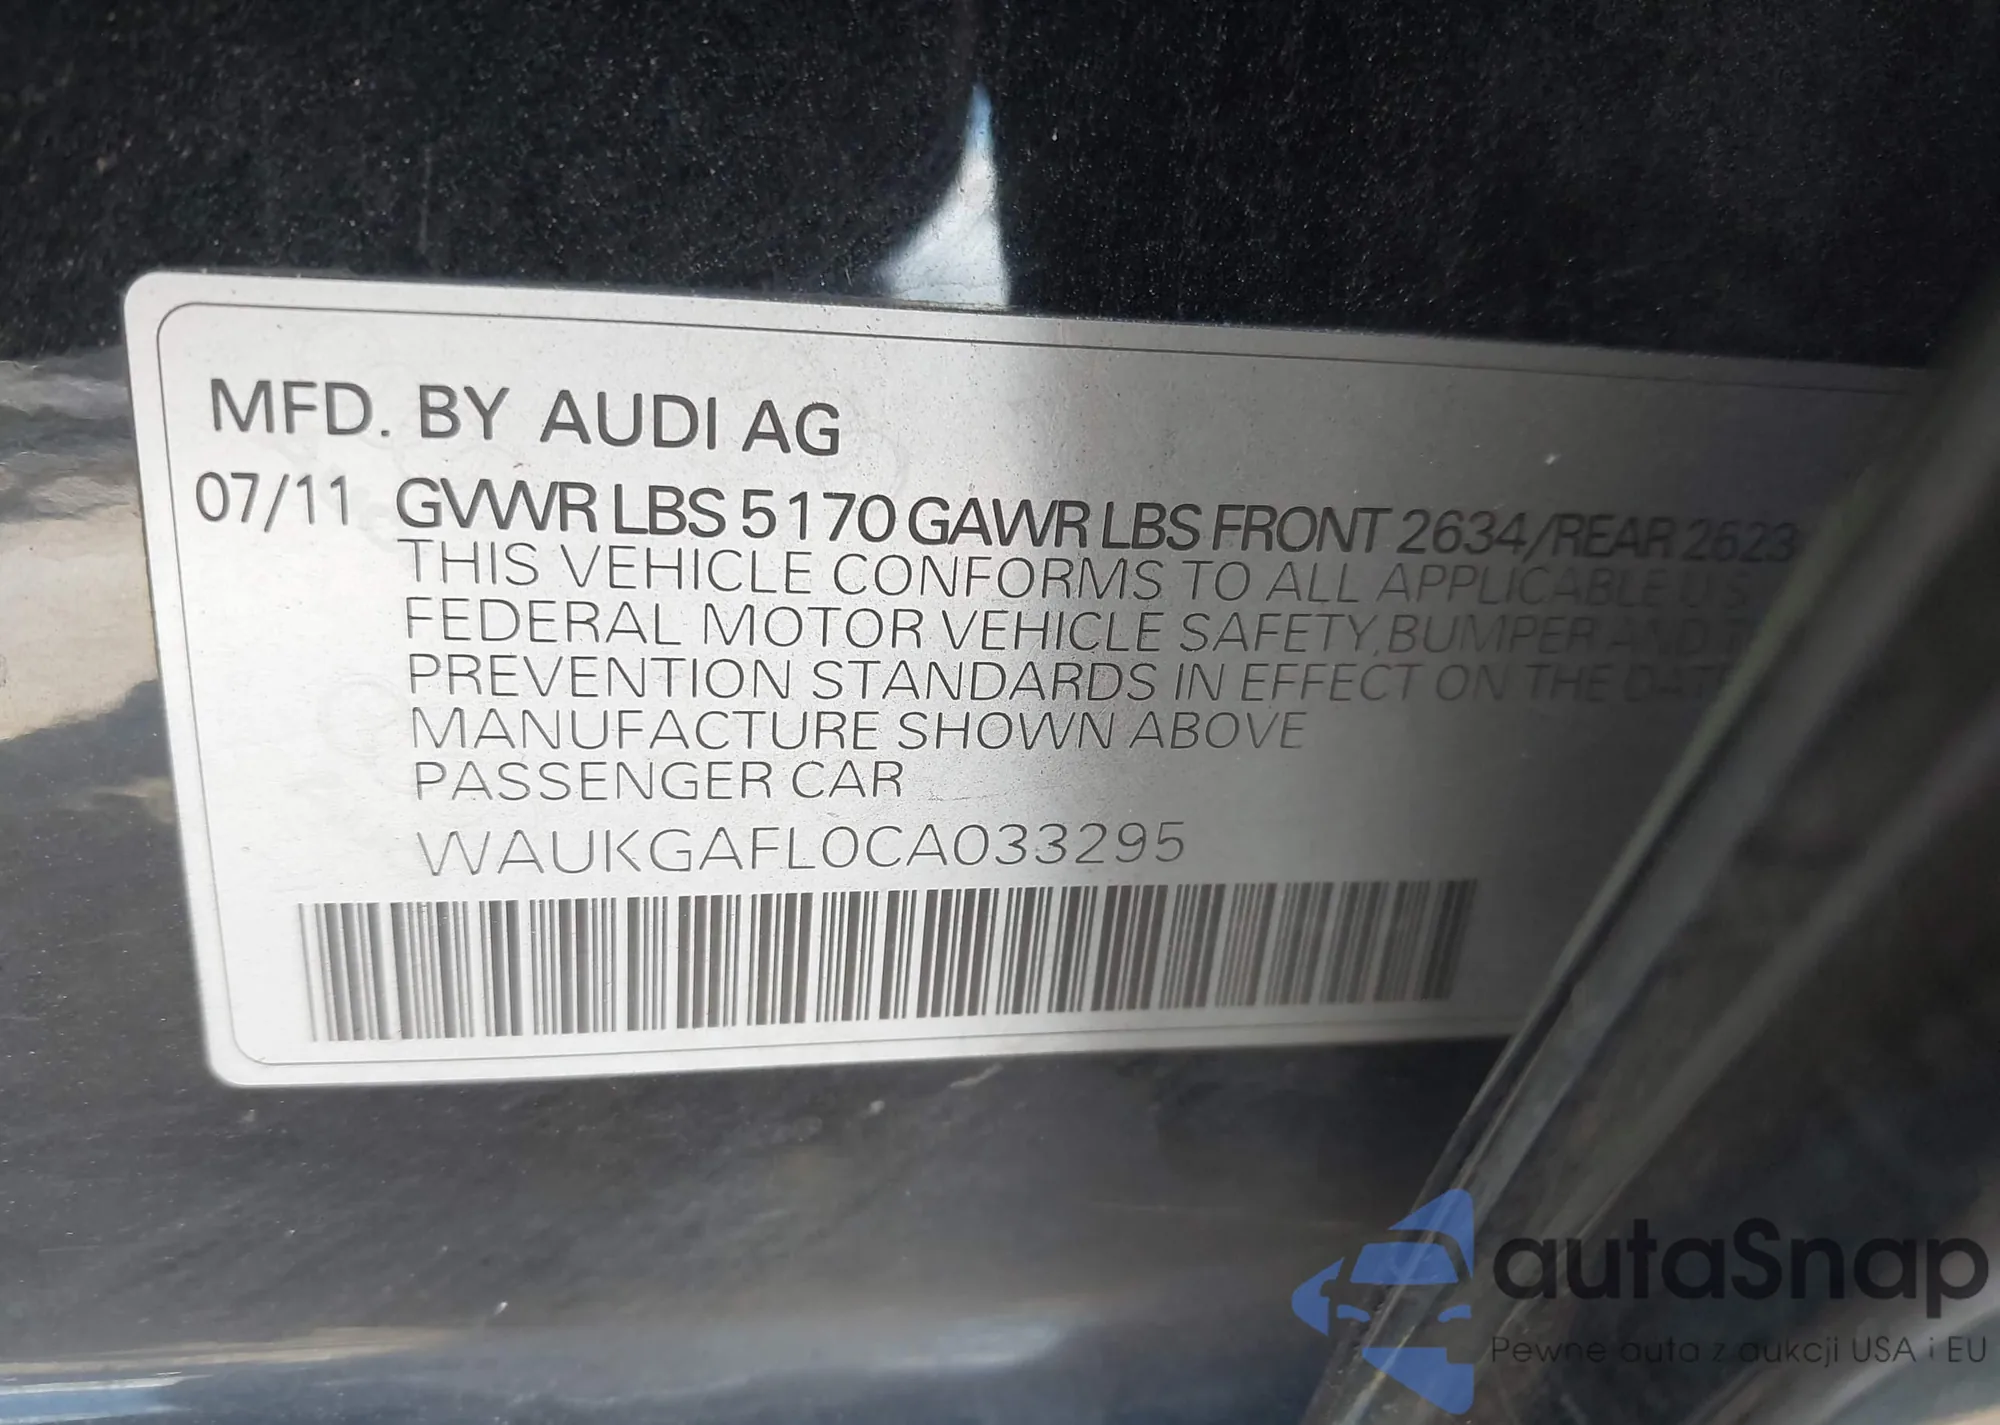 MFD. BY AUDI AG
07/11 GVWR LBS 5170 GAWR LBS FRONT 2634/REAR 2623
THIS VEHICLE CONFORMS TO ALL APPLICABLE US
FEDERAL MOTOR VEHICLE SAFETY, BUMPER AND
PREVENTION STANDARDS IN EFFECT ON THE
MANUFACTURE SHOWN ABOVE
PASSENGER CAR
WAUKGAFL0CA033295
autaSnap
Pewne auta z aukcji USA i EU